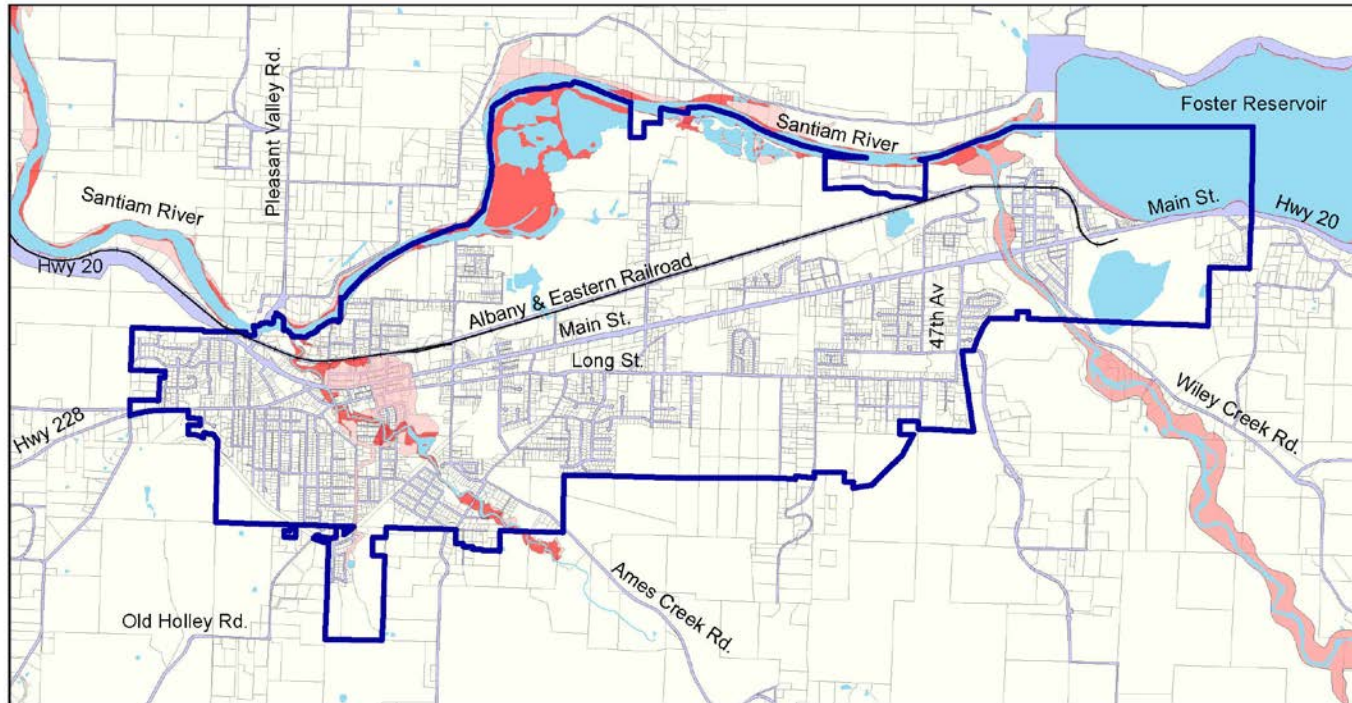 Pleasant Valley Rd.
Foster Reservoir
Santiam River
Santiam River
Main St.
Hwy 20
Hwy 20
Albany & Eastern Railroad
Main St.
47th Av
Long St.
Wiley Creek Rd.
Hwy 228
Ames Creek Rd.
Old Holley Rd.